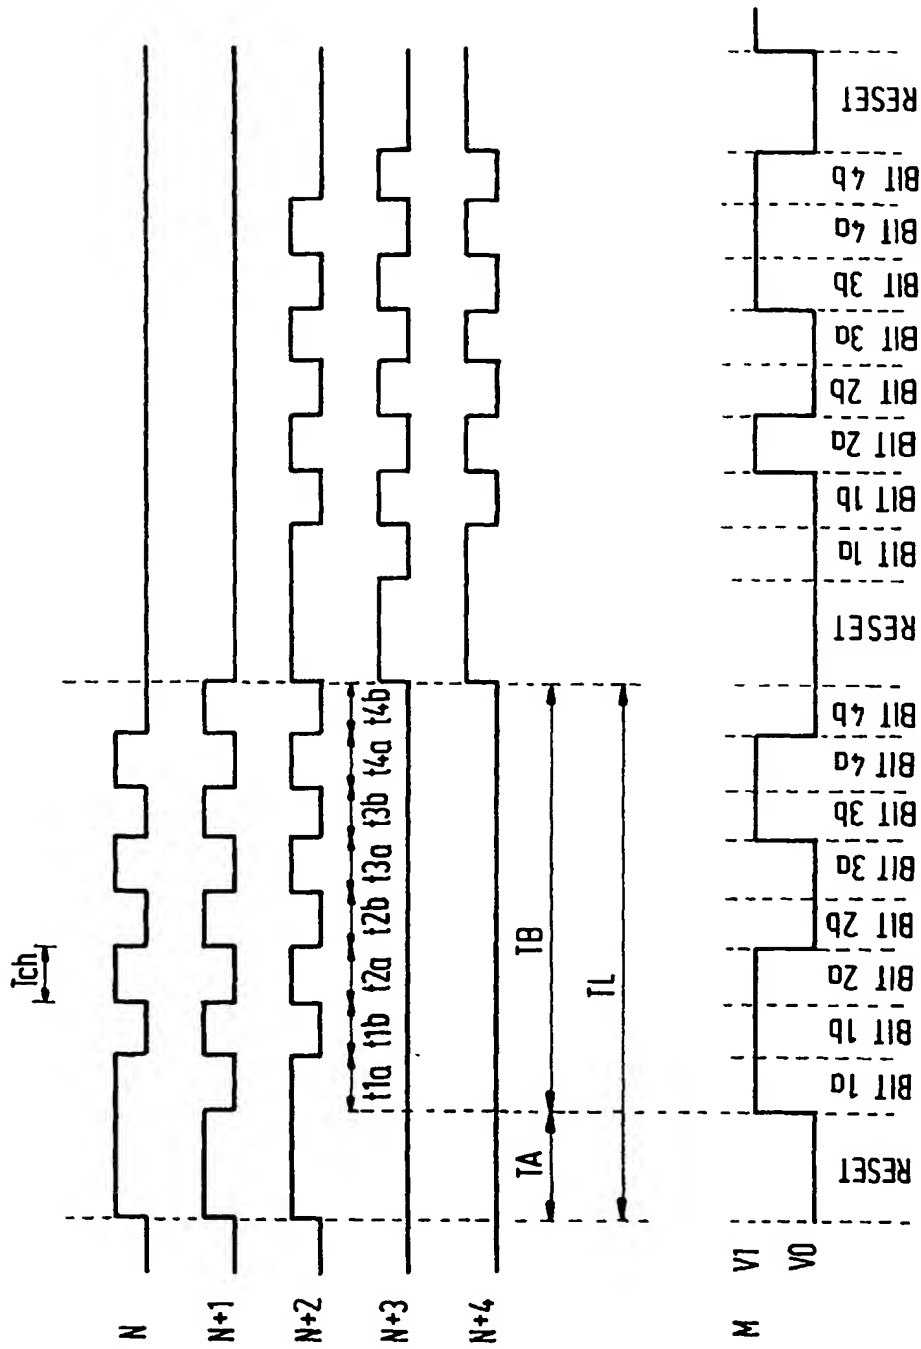 Tch
N
N+1
N+2
t1a t1b t2a t2b t3a t3b t4a t4b
N+3
N+4
TA TB
TL
M
V1
V0
RESET BIT 1a BIT 1b BIT 2a BIT 2b BIT 3a BIT 3b BIT 4a BIT 4b RESET BIT 1a BIT 1b BIT 2a BIT 2b BIT 3a BIT 3b BIT 4a BIT 4b RESET